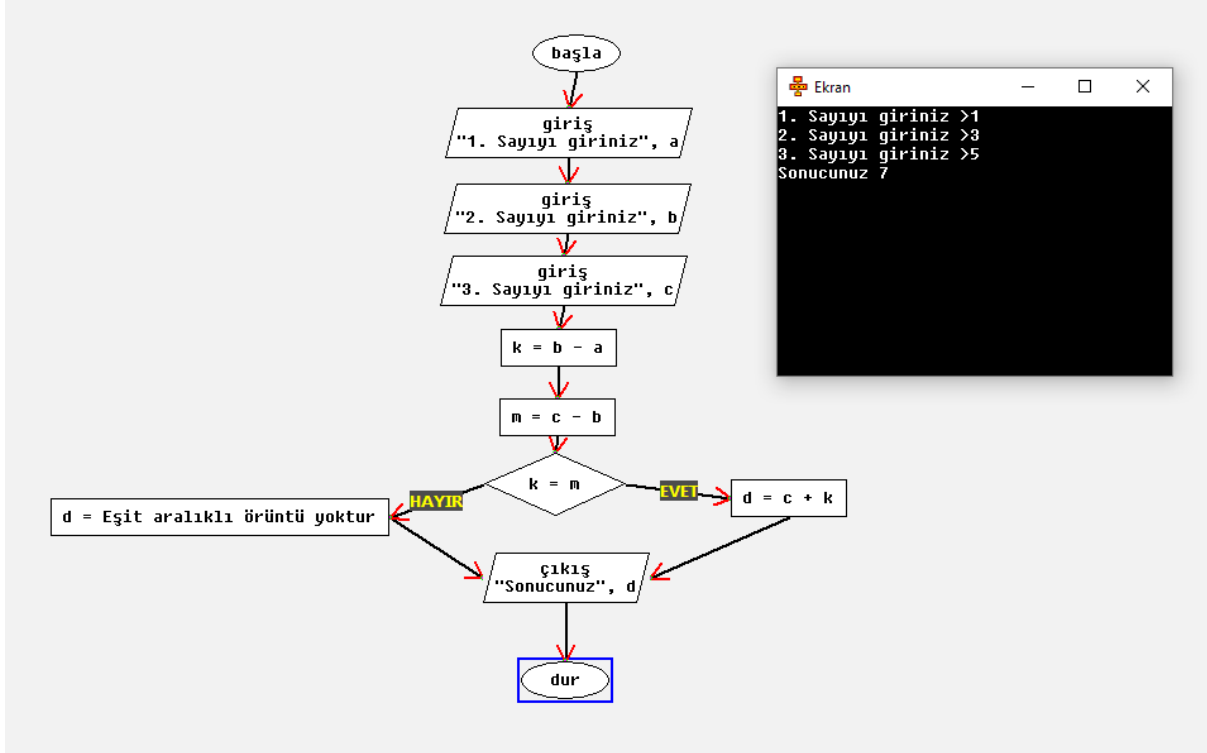 başla
giriş
"1. Sayıyı giriniz", a
giriş
"2. Sayıyı giriniz", b
giriş
"3. Sayıyı giriniz", c
k = b - a
m = c - b
k = m
HAYIR
EVET
d = Eşit aralıklı örüntü yoktur
d = c + k
çıkış
"Sonucunuz", d
dur
Ekran
1. Sayıyı giriniz >1
2. Sayıyı giriniz >3
3. Sayıyı giriniz >5
Sonucunuz 7